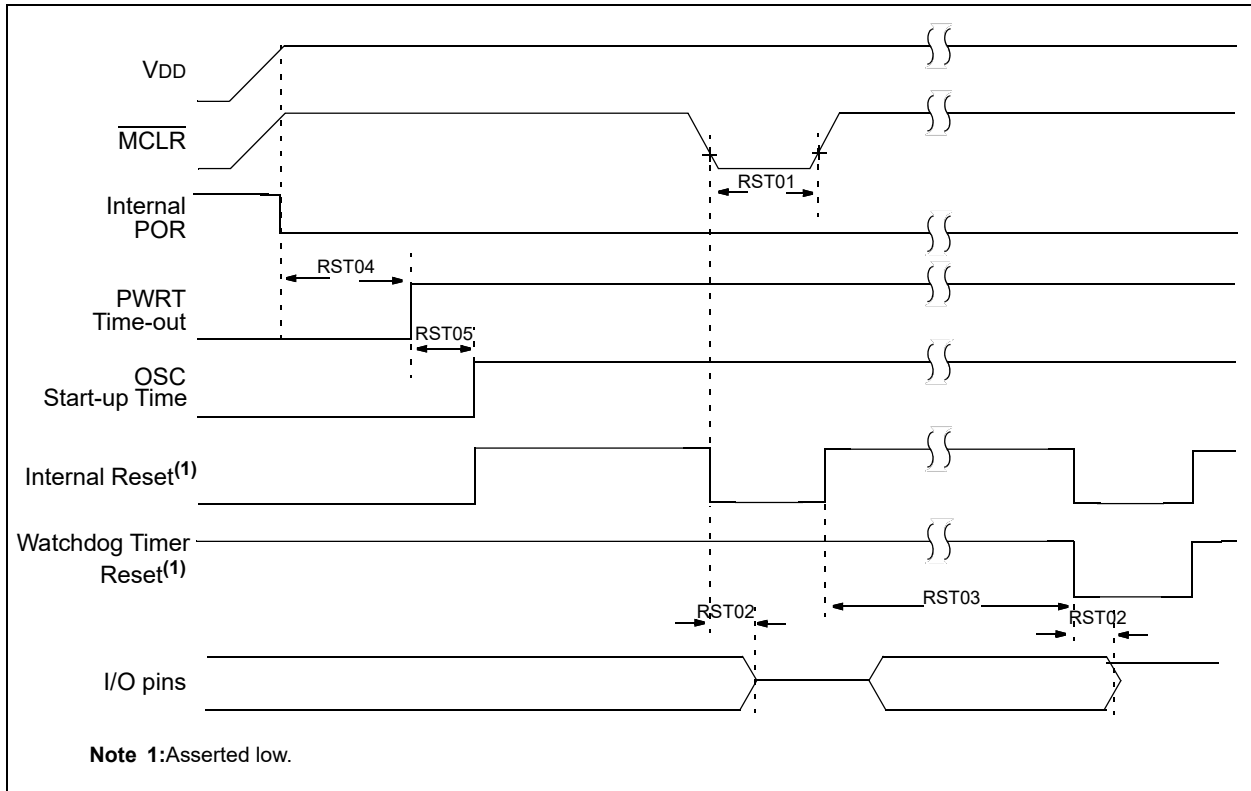 VDD
MCLR
RST01
Internal
POR
RST04
PWRT
Time-out
RST05
OSC
Start-up Time
Internal Reset(1)
Watchdog Timer
Reset(1)
RST03
RST02
RST02
I/O pins
Note 1:Asserted low.